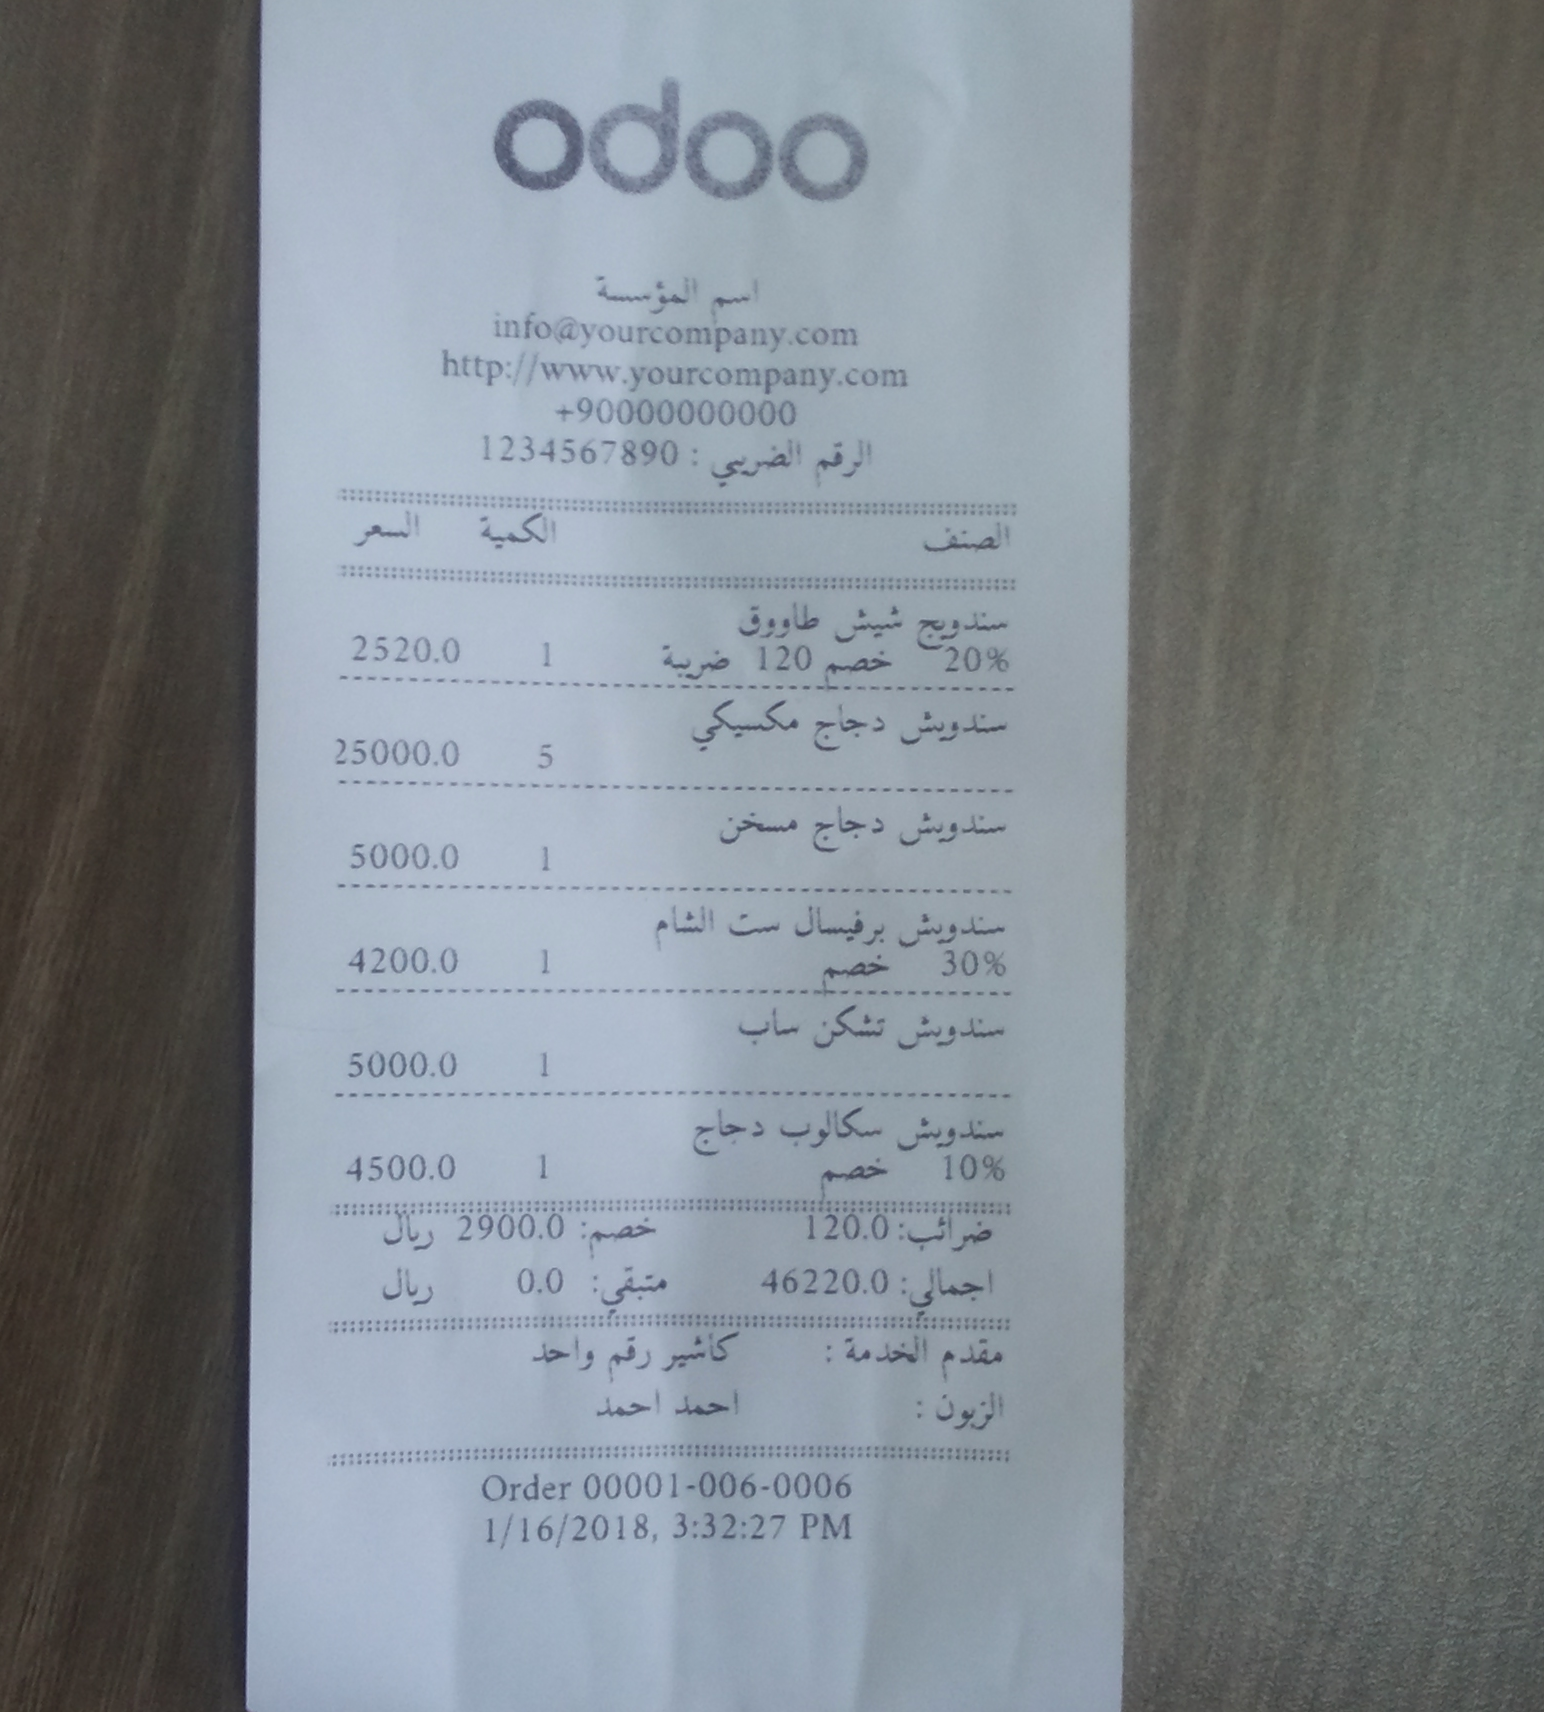 odoo
اسم المؤسسة
info@yourcompany.com
http://www.yourcompany.com
+90000000000
الرقم الضريبي : 1234567890
الصنف الكمية السعر
سندويج شيش طاووق
20% خصم 120 ضريبة 1 2520.0
سندويش دجاج مكسيكي
5 25000.0
سندويش دجاج مسخن
1 5000.0
سندويش برفيسال ست الشام
30% خصم 1 4200.0
سندويش تشكن ساب
1 5000.0
سندويش سكالوب دجاج
10% خصم 1 4500.0
ضرائب: 120.0 خصم: 2900.0 ريال
اجمالي: 46220.0 متبقي: 0.0 ريال
مقدم الخدمة : كاشير رقم واحد
الزبون : احمد احمد
Order 00001-006-0006
1/16/2018, 3:32:27 PM